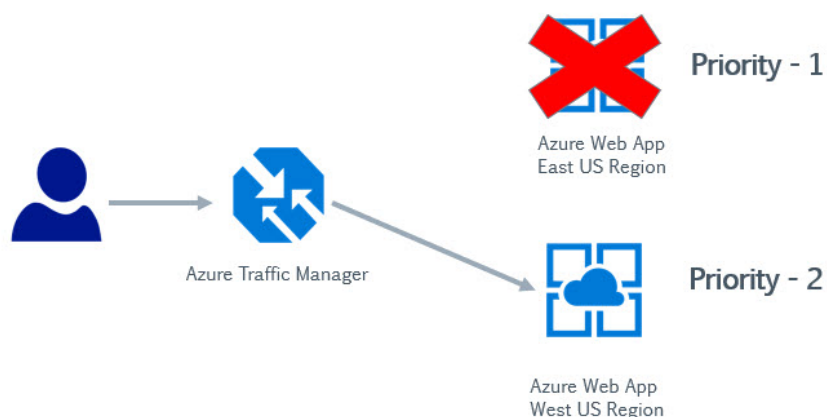 Priority - 1
Azure Web App
East US Region
Azure Traffic Manager
Priority - 2
Azure Web App
West US Region